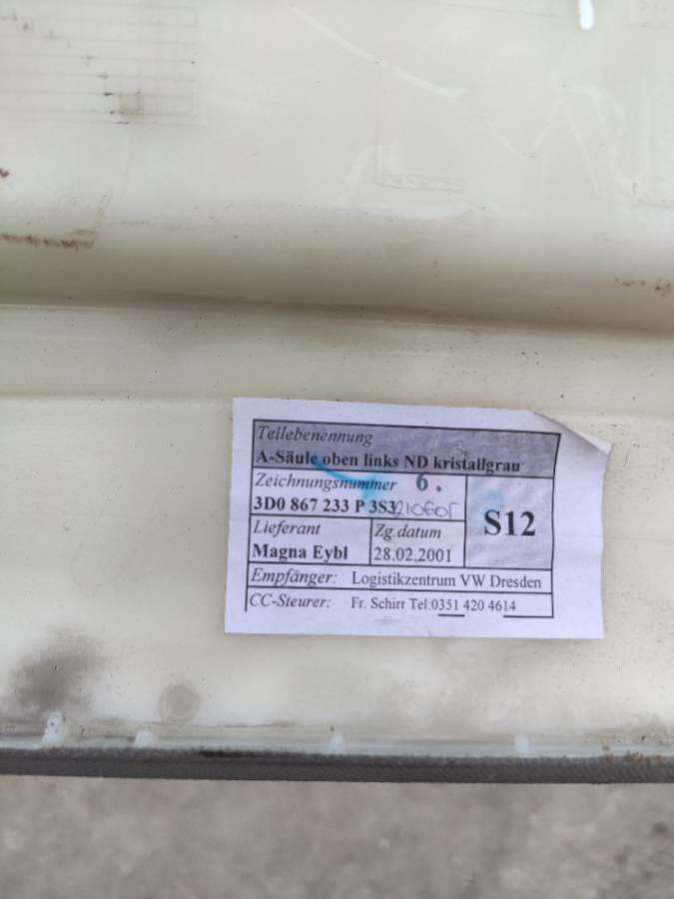 Teilebenennung
A-Säule oben links ND kristallgrau
Zeichnungsnummer 6.
3D0 867 233 P 3S3
S12
Lieferant Zg.datum
Magna Eybl 28.02.2001
Empfänger: Logistikzentrum VW Dresden
CC-Steurer: Fr. Schirr Tel:0351 420 4614